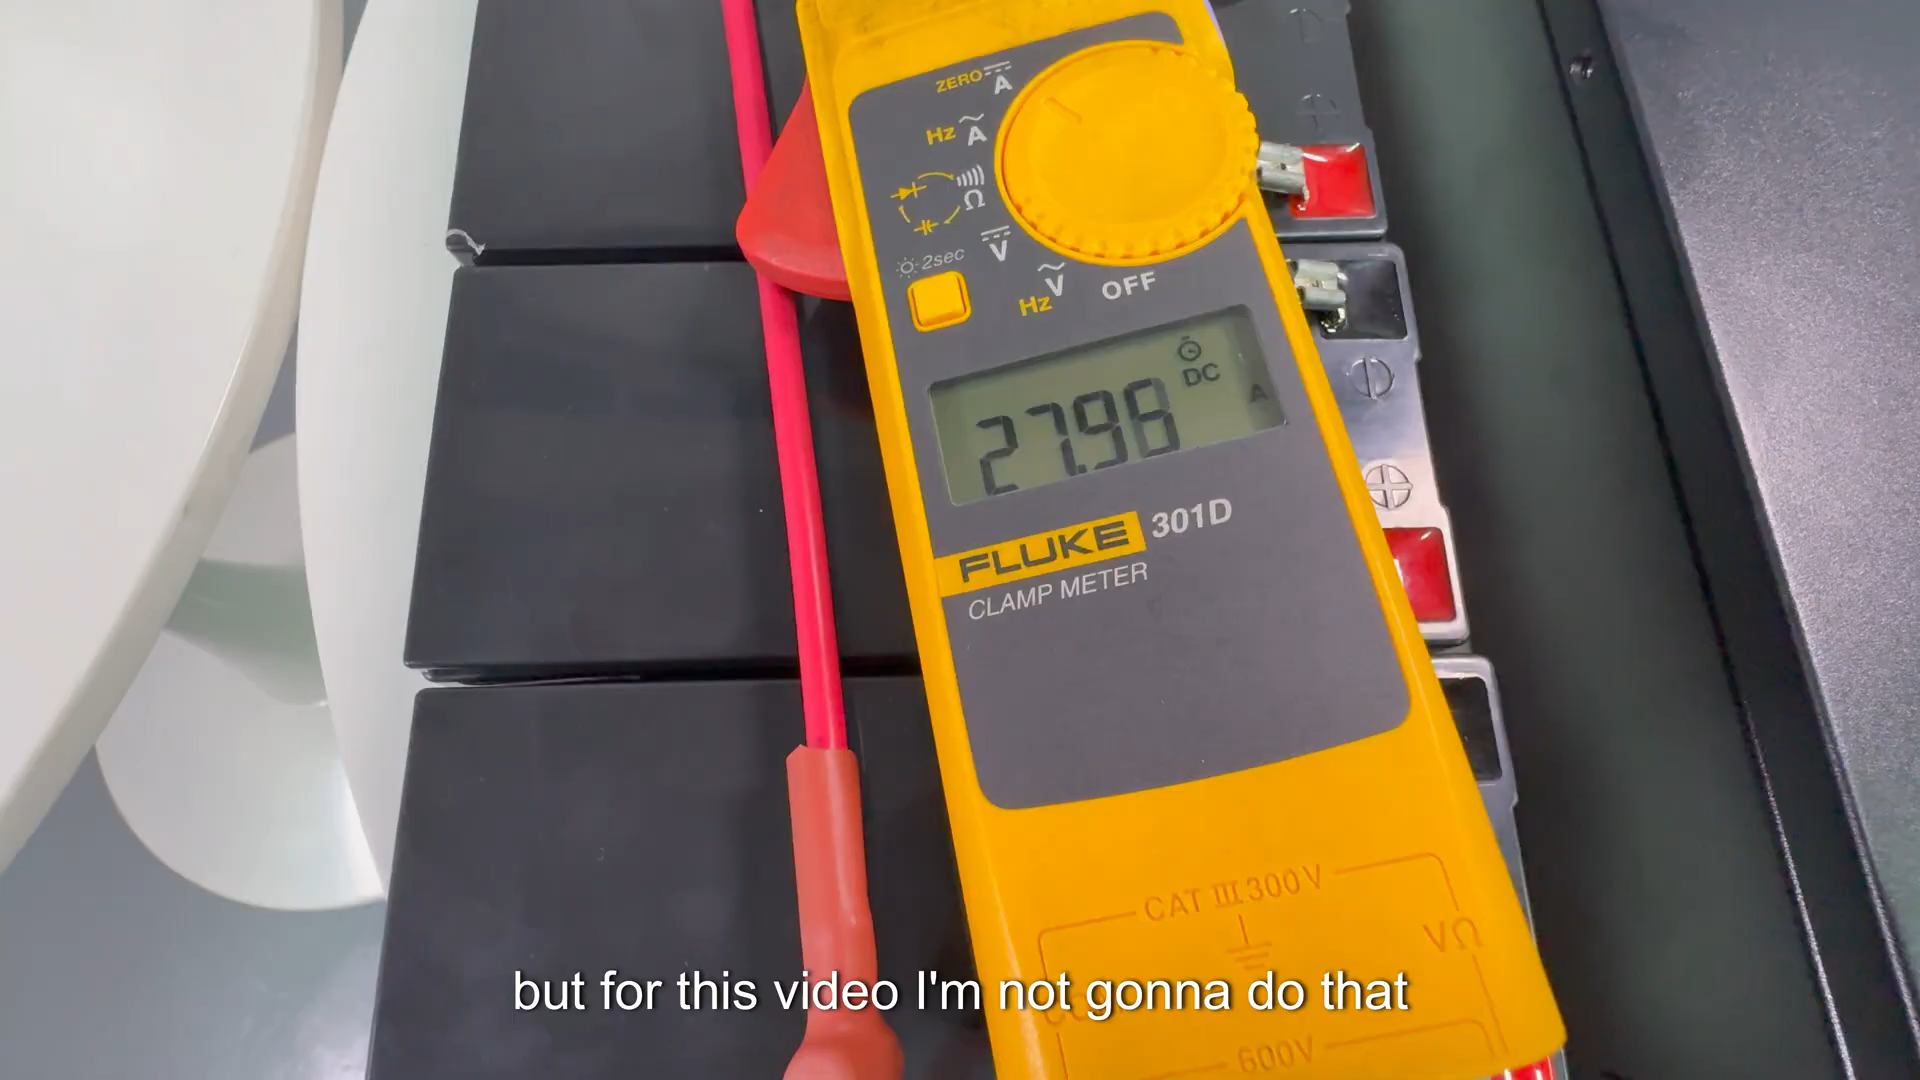 ZERO A
Hz A
Ω
2sec
V
Hz V
OFF
DC
A
27.98
FLUKE 301D
CLAMP METER
CAT III 300V
VΩ
600V
but for this video I'm not gonna do that